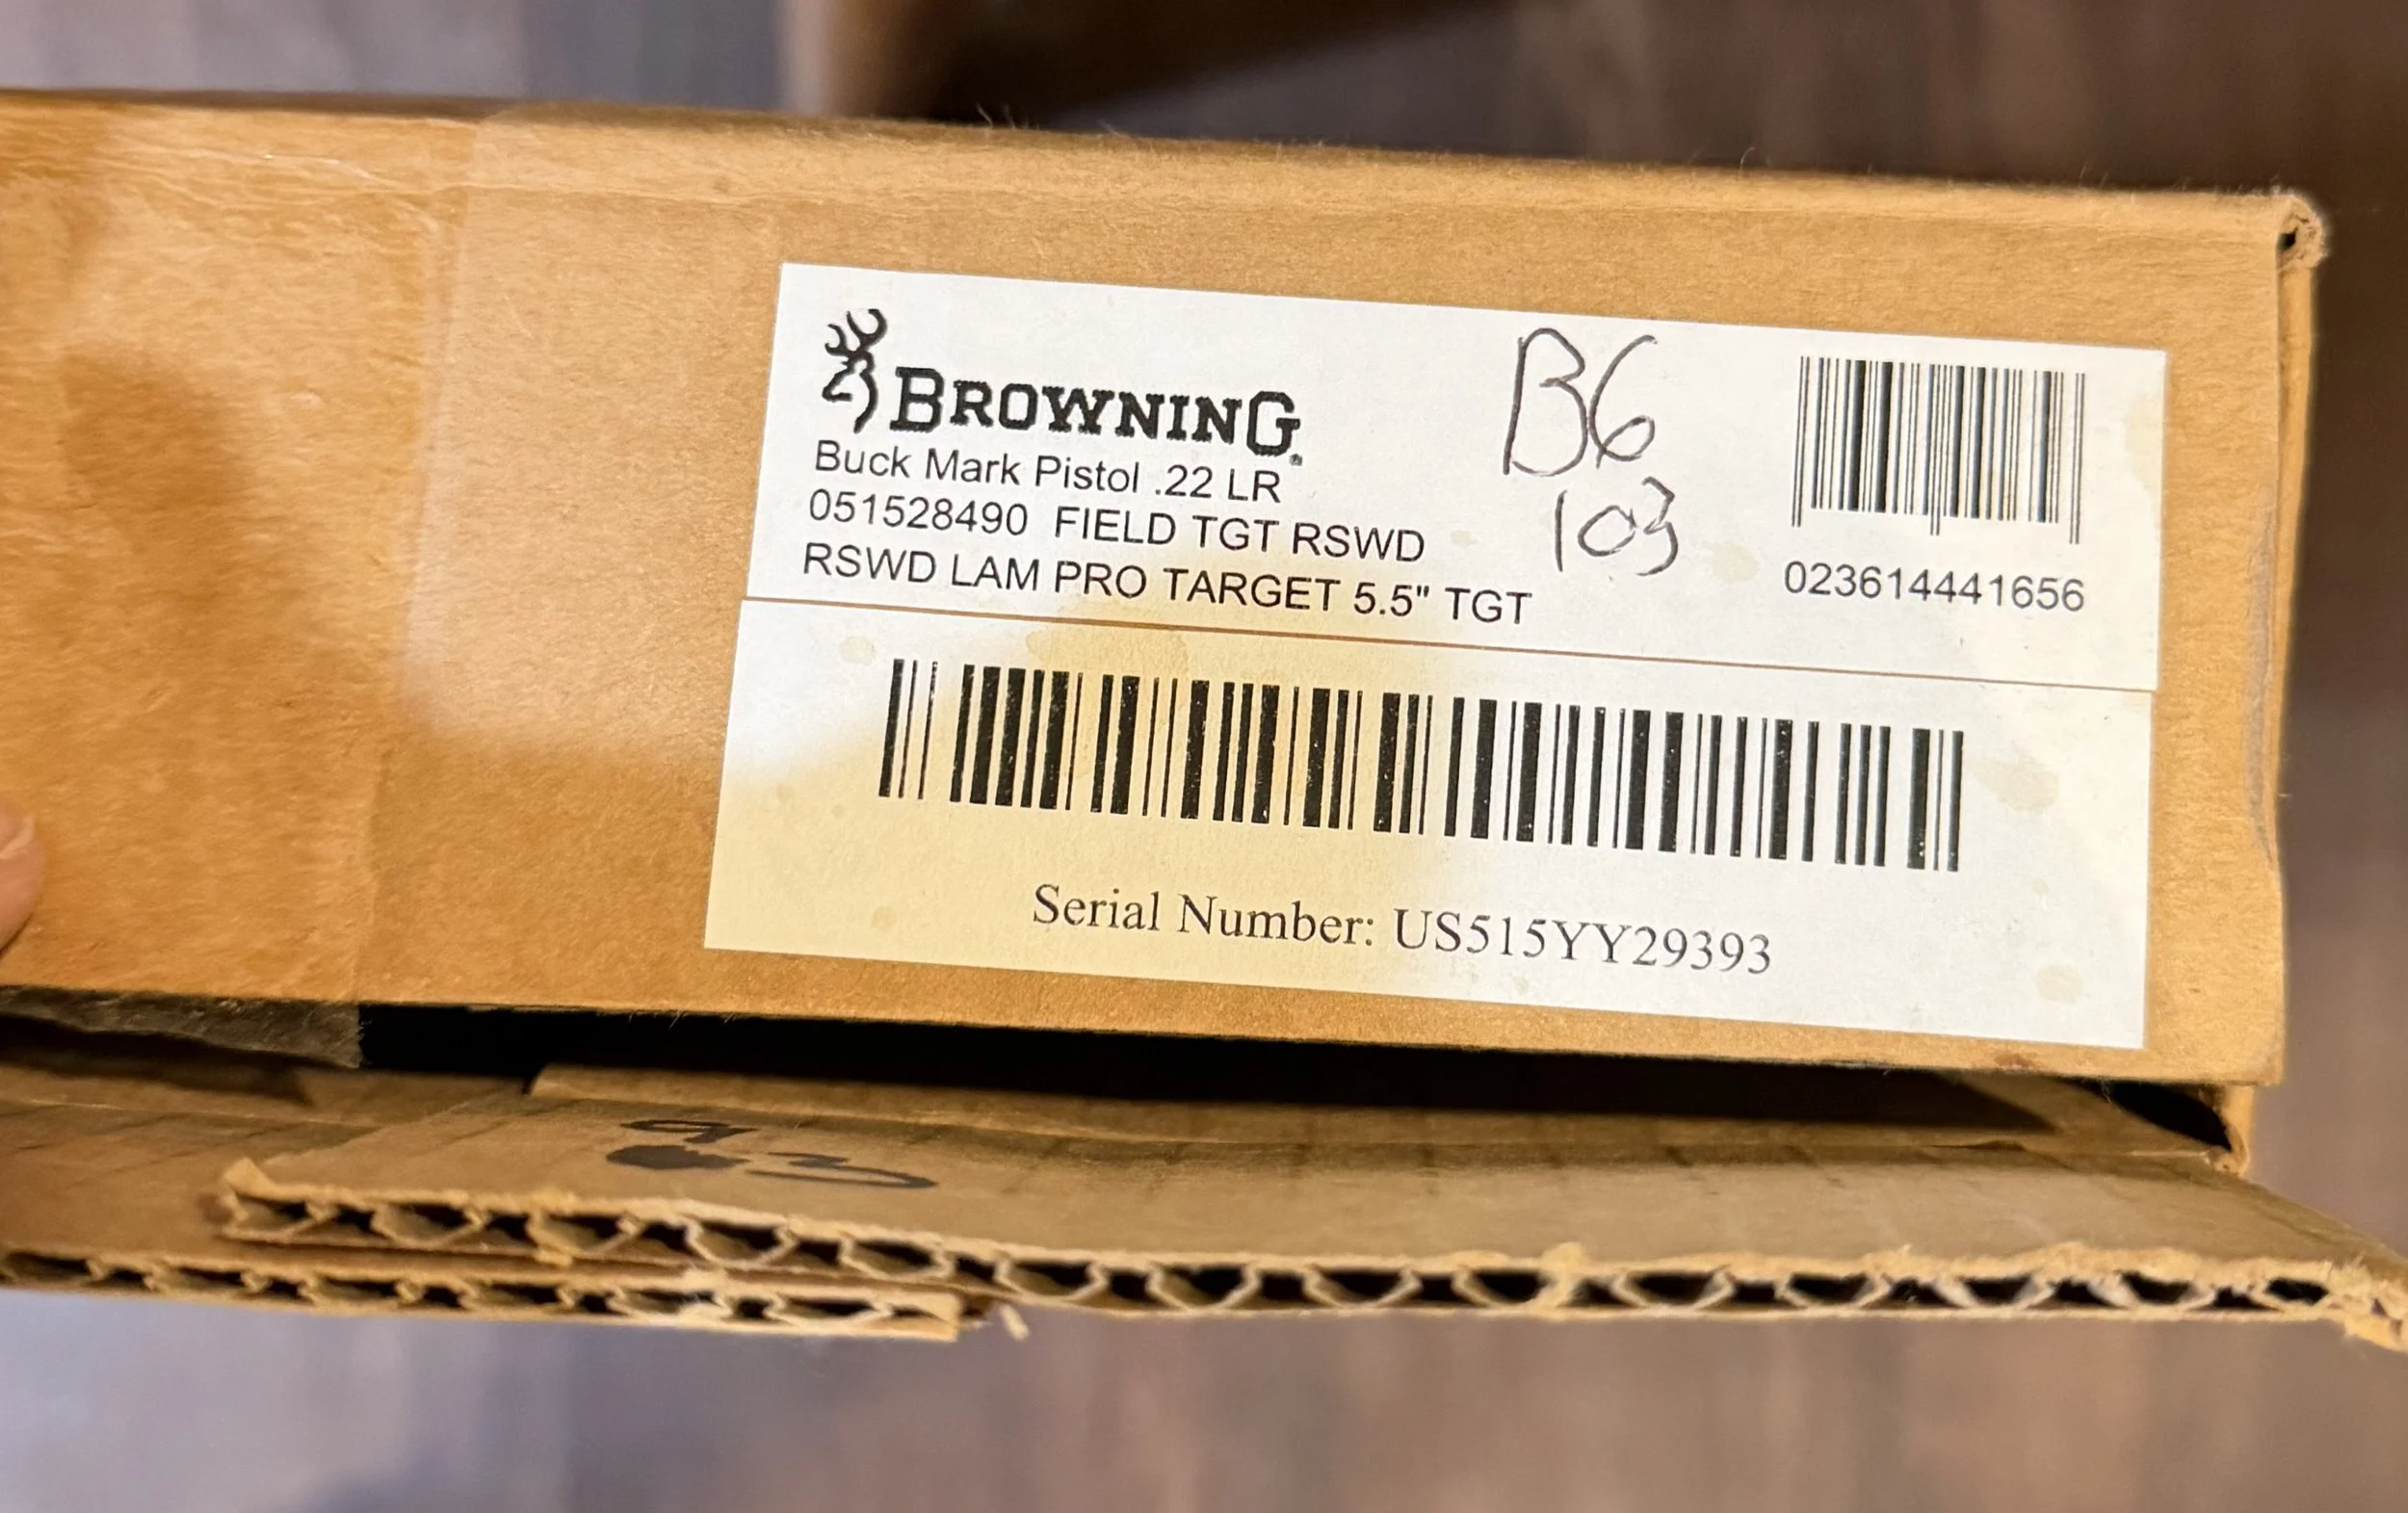 BROWNING
Buck Mark Pistol .22 LR
051528490 FIELD TGT RSWD
RSWD LAM PRO TARGET 5.5" TGT
B6
103
023614441656
Serial Number: US515YY29393